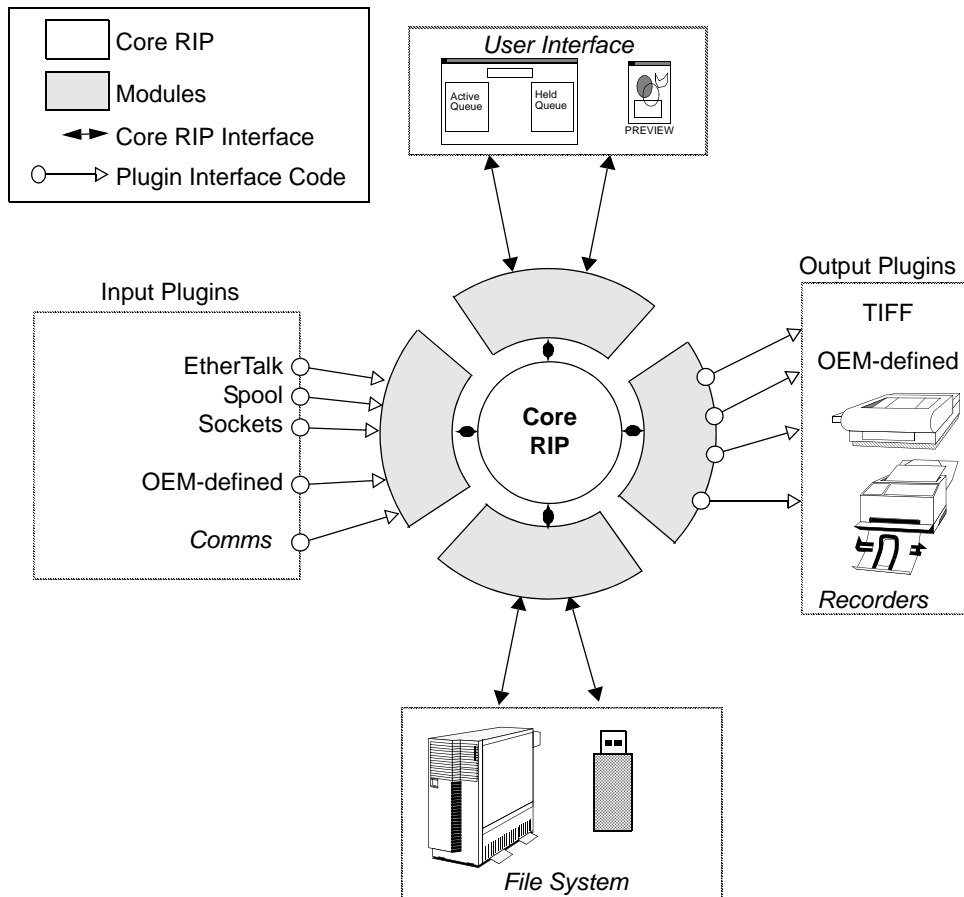 Core RIP
Modules
Core RIP Interface
Plugin Interface Code
User Interface
Active
Queue
Held
Queue
PREVIEW
Input Plugins
EtherTalk
Spool
Sockets
OEM-defined
Comms
Core
RIP
Output Plugins
TIFF
OEM-defined
Recorders
File System